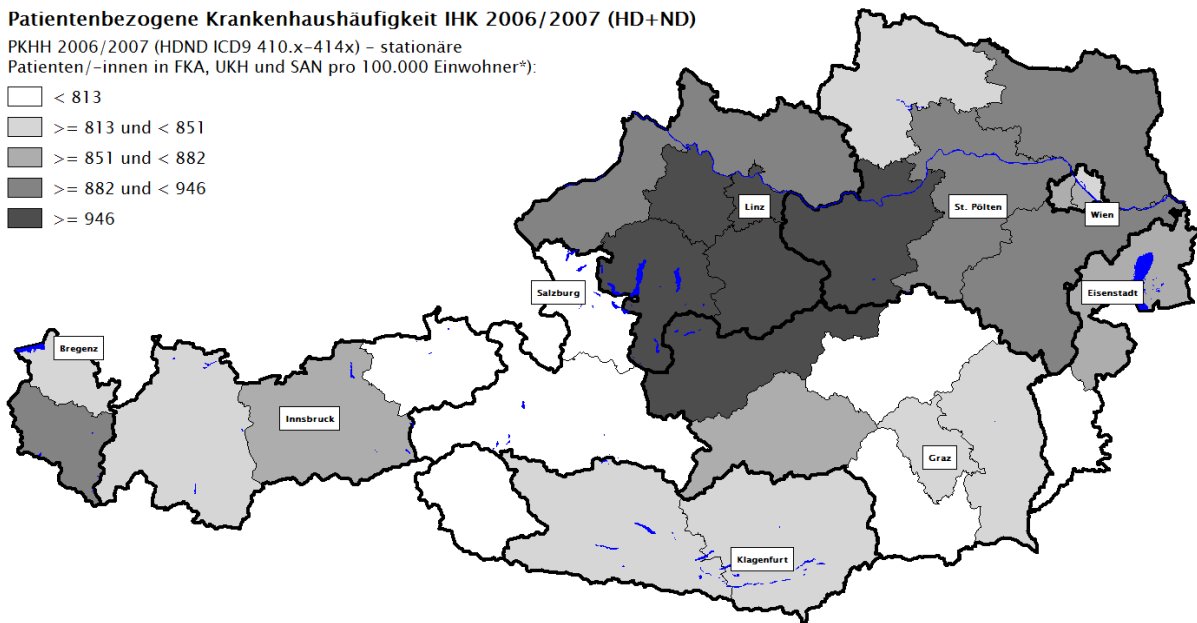 Patientenbezogene Krankenhaushäufigkeit IHK 2006/2007 (HD+ND)
PKHH 2006/2007 (HDND ICD9 410.x-414x) - stationäre
Patienten/-innen in FKA, UKH und SAN pro 100.000 Einwohner*):
< 813
>= 813 und < 851
>= 851 und < 882
>= 882 und < 946
>= 946
Linz
St. Pölten
Wien
Salzburg
Eisenstadt
Bregenz
Innsbruck
Graz
Klagenfurt